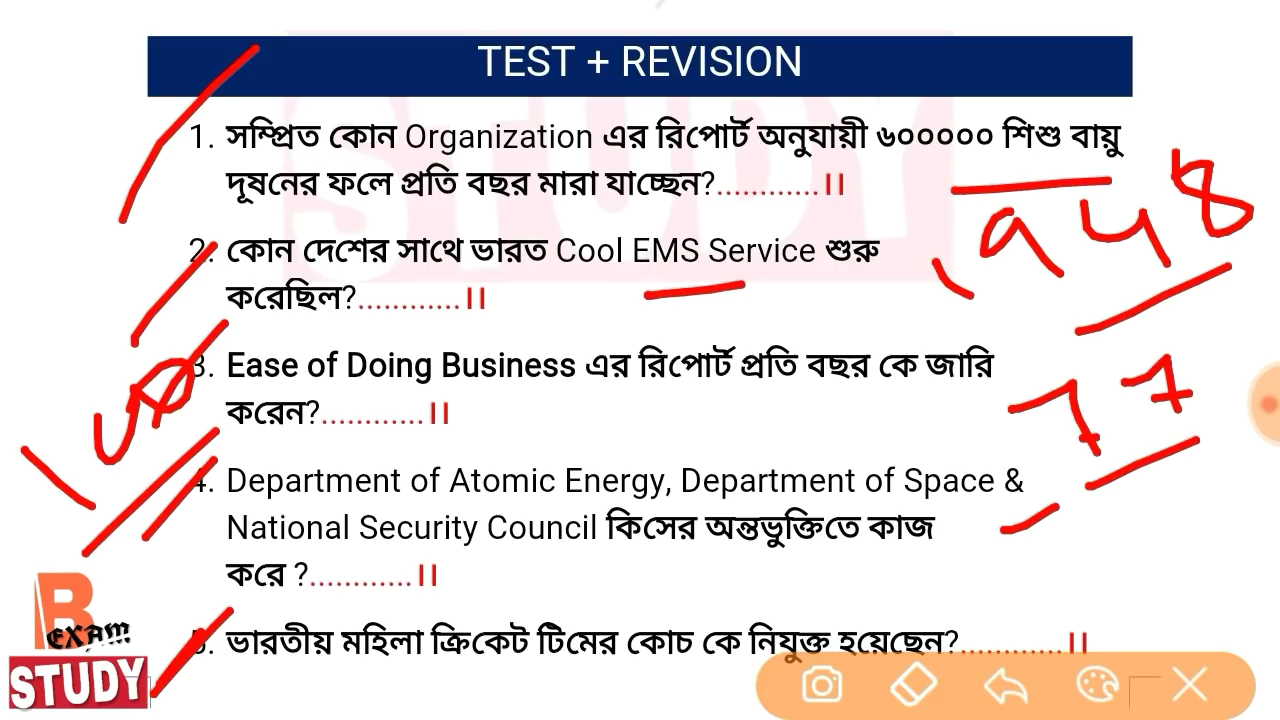 TEST + REVISION
1. সম্প্রিত কোন Organization এর রিপোর্ট অনুযায়ী ৬০০০০০ শিশু বায়ু
দূষনের ফলে প্রতি বছর মারা যাচ্ছেন?............।।
1948
2. কোন দেশের সাথে ভারত Cool EMS Service শুরু
করেছিল?............।।
3. Ease of Doing Business এর রিপোর্ট প্রতি বছর কে জারি
করেন?............।।
77
4. Department of Atomic Energy, Department of Space &
National Security Council কিসের অন্তভুক্তিতে কাজ
করে ?............।।
5. ভারতীয় মহিলা ক্রিকেট টিমের কোচ কে নিযুক্ত হয়েছেন?............।।
B
EXAM
STUDY